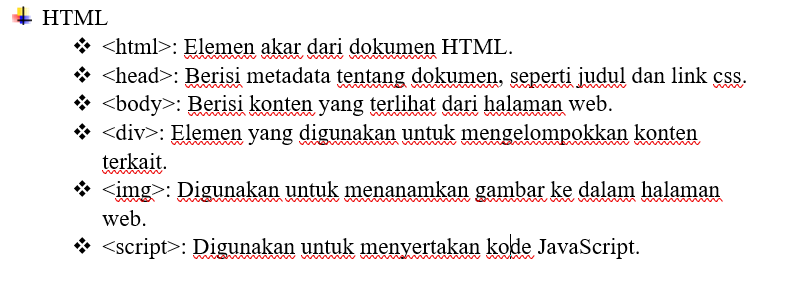 HTML
<html>: Elemen akar dari dokumen HTML.
<head>: Berisi metadata tentang dokumen, seperti judul dan link css.
<body>: Berisi konten yang terlihat dari halaman web.
<div>: Elemen yang digunakan untuk mengelompokkan konten
terkait.
<img>: Digunakan untuk menanamkan gambar ke dalam halaman
web.
<script>: Digunakan untuk menyertakan kode JavaScript.